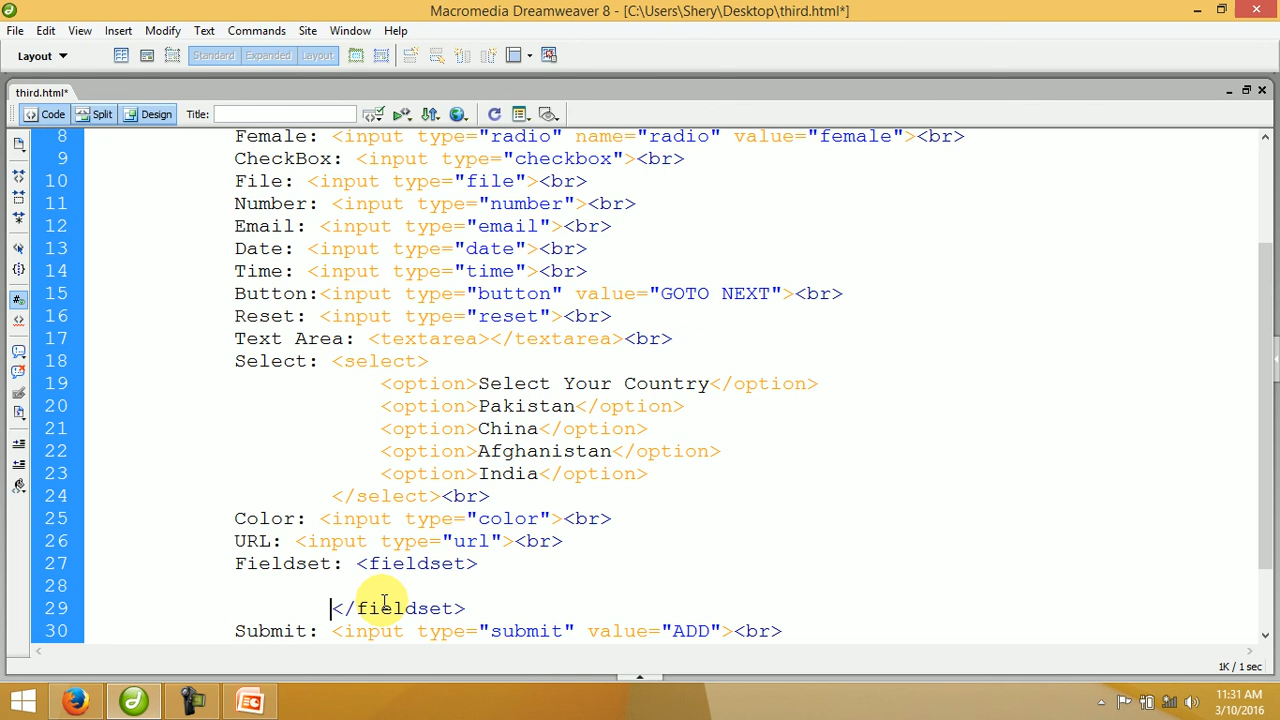 Macromedia Dreamweaver 8 - [C:\Users\Shery\Desktop\third.html*]
File Edit View Insert Modify Text Commands Site Window Help
Layout Standard Expanded Layout
third.html*
Code Split Design Title:
8 Female: <input type="radio" name="radio" value="female"><br>
9 CheckBox: <input type="checkbox"><br>
10 File: <input type="file"><br>
11 Number: <input type="number"><br>
12 Email: <input type="email"><br>
13 Date: <input type="date"><br>
14 Time: <input type="time"><br>
15 Button:<input type="button" value="GOTO NEXT"><br>
16 Reset: <input type="reset"><br>
17 Text Area: <textarea></textarea><br>
18 Select: <select>
19 <option>Select Your Country</option>
20 <option>Pakistan</option>
21 <option>China</option>
22 <option>Afghanistan</option>
23 <option>India</option>
24 </select><br>
25 Color: <input type="color"><br>
26 URL: <input type="url"><br>
27 Fieldset: <fieldset>
28
29 </fieldset>
30 Submit: <input type="submit" value="ADD"><br>
1K / 1 sec
11:31 AM
3/10/2016